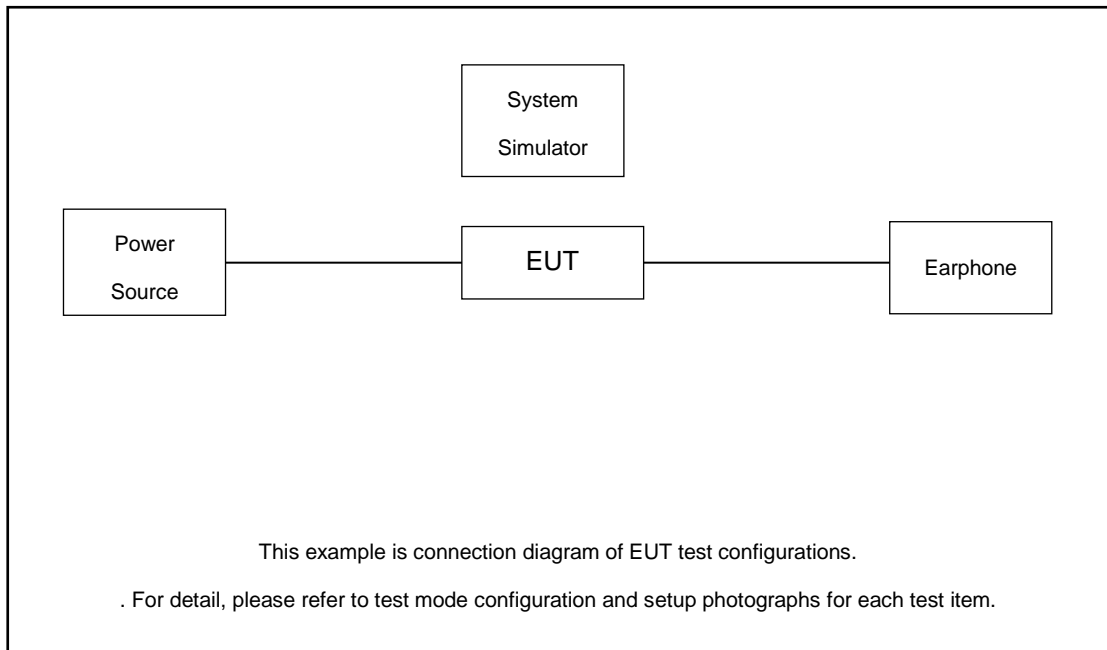 System
Simulator
Power
Source
EUT
Earphone
This example is connection diagram of EUT test configurations.
. For detail, please refer to test mode configuration and setup photographs for each test item.